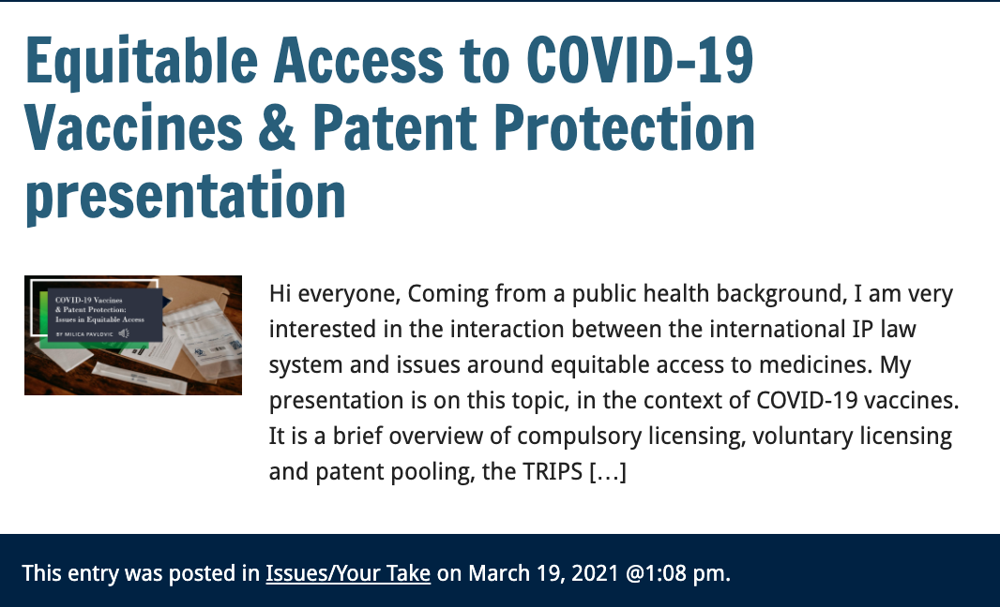 Equitable Access to COVID-19
Vaccines & Patent Protection
presentation
COVID-19 Vaccines
& Patent Protection:
Issues in Equitable Access
BY MILICA PAVLOVIC
Hi everyone, Coming from a public health background, I am very
interested in the interaction between the international IP law
system and issues around equitable access to medicines. My
presentation is on this topic, in the context of COVID-19 vaccines.
It is a brief overview of compulsory licensing, voluntary licensing
and patent pooling, the TRIPS […]
This entry was posted in Issues/Your Take on March 19, 2021 @1:08 pm.